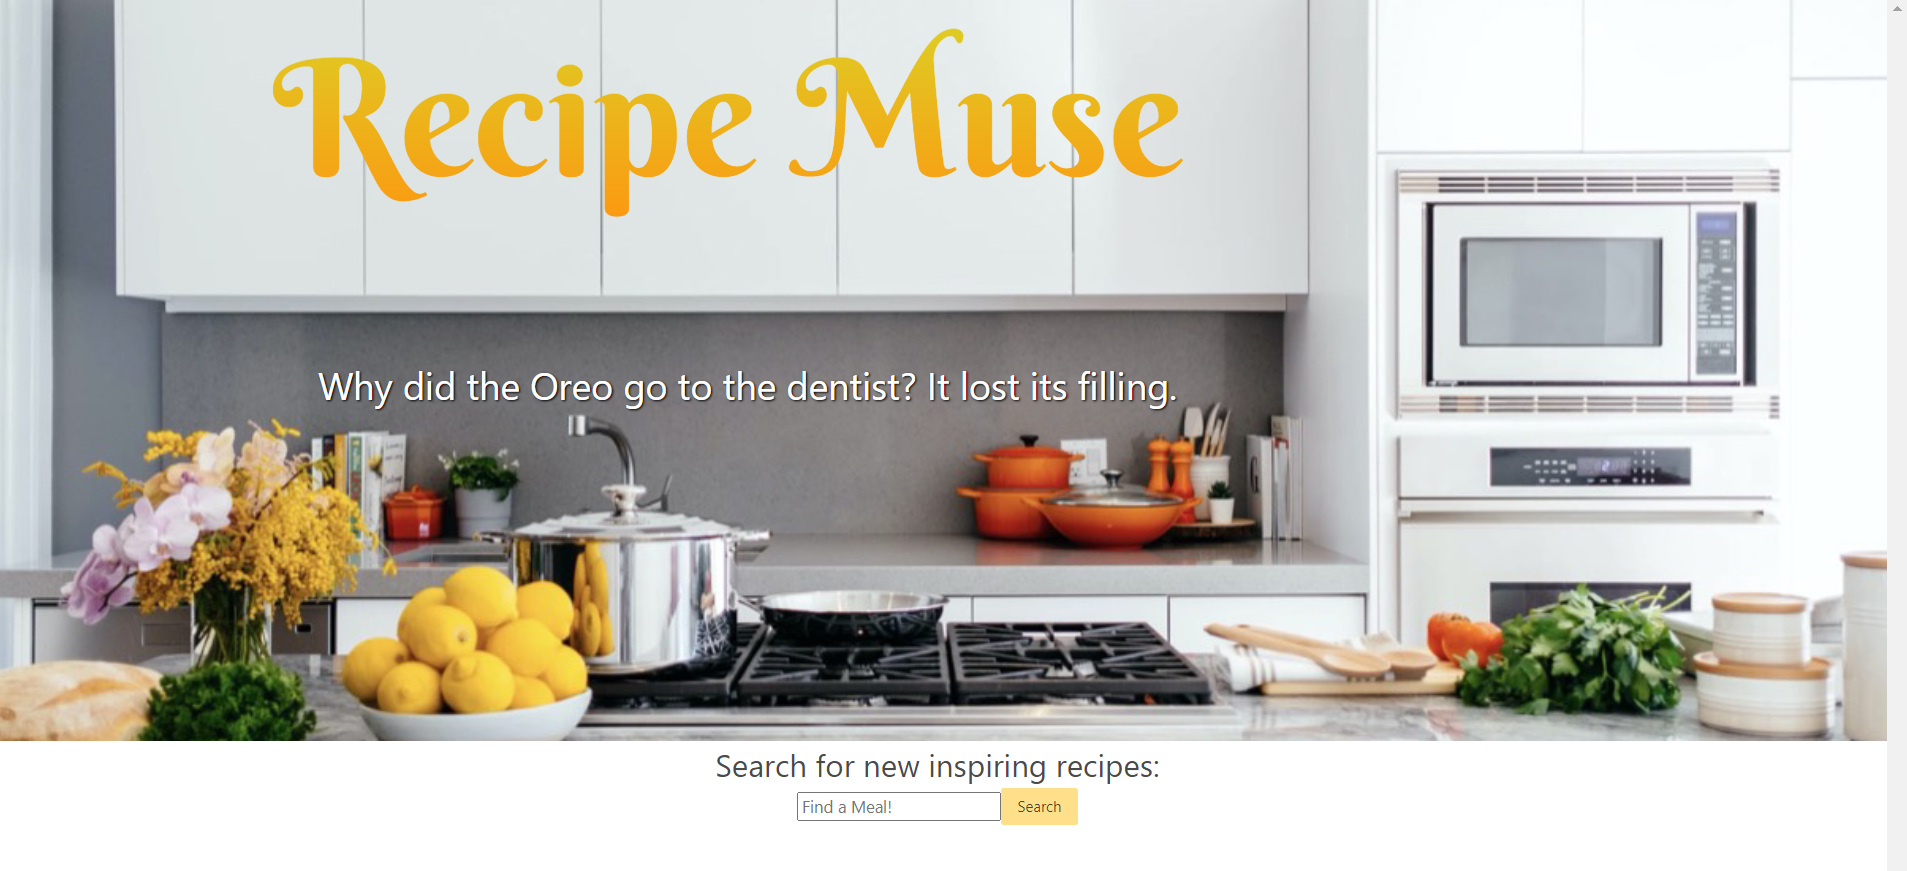 Recipe Muse
Why did the Oreo go to the dentist? It lost its filling.
Search for new inspiring recipes:
Find a Meal!
Search